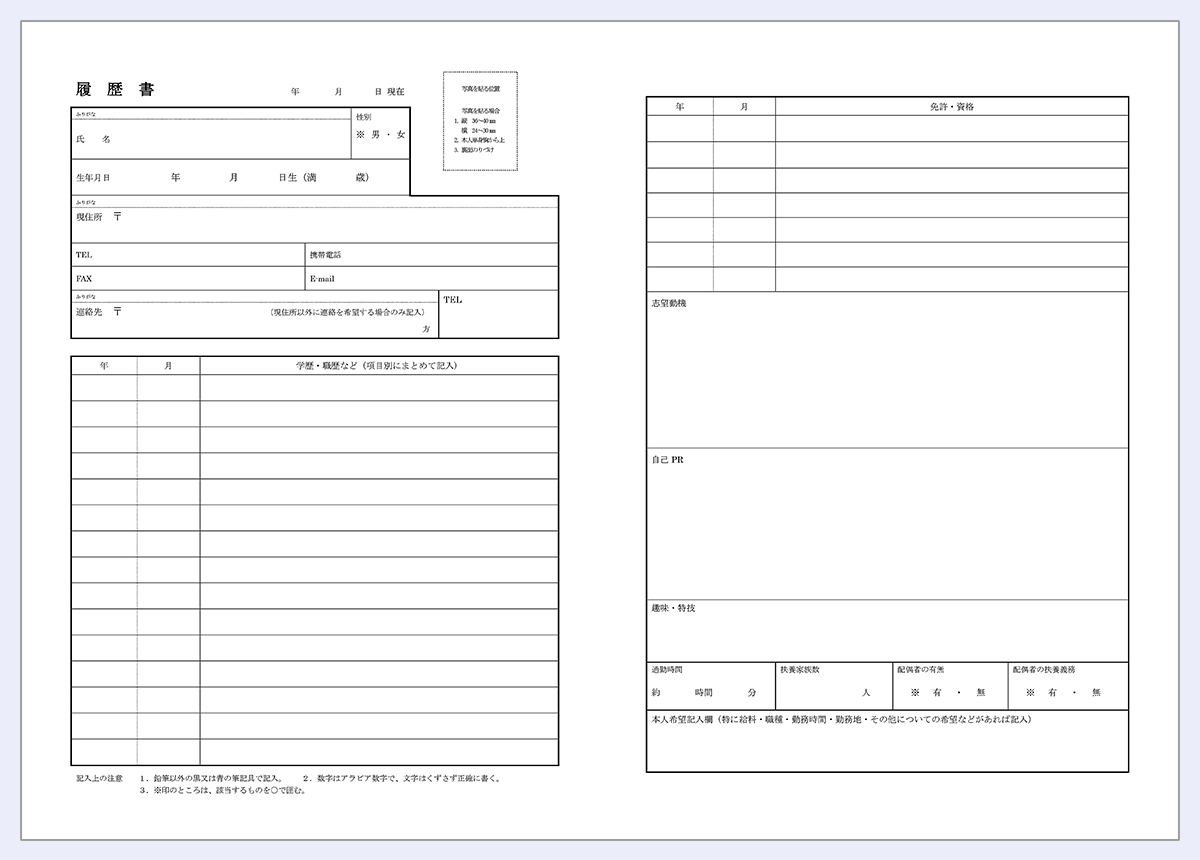 履歴書
年 月 日 現在
写真を貼る位置
写真を貼る場合
1. 縦 36〜40㎜
横 24〜30㎜
2. 本人単身胸から上
3. 裏面のりづけ
ふりがな
氏 名
性別
※ 男 ・ 女
生年月日 年 月 日生（満 歳）
ふりがな
現住所 〒
TEL
携帯電話
FAX
E-mail
ふりがな
連絡先 〒 （現住所以外に連絡を希望する場合のみ記入）
方
TEL
年 月 学歴・職歴など（項目別にまとめて記入）
記入上の注意 １．鉛筆以外の黒又は青の筆記具で記入。 ２．数字はアラビア数字で、文字はくずさず正確に書く。
３．※印のところは、該当するものを〇で囲む。
年 月 免許・資格
志望動機
自己 PR
趣味・特技
通勤時間
約 時間 分
扶養家族数
人
配偶者の有無
※ 有 ・ 無
配偶者の扶養義務
※ 有 ・ 無
本人希望記入欄（特に給料・職種・勤務時間・勤務地・その他についての希望などがあれば記入）